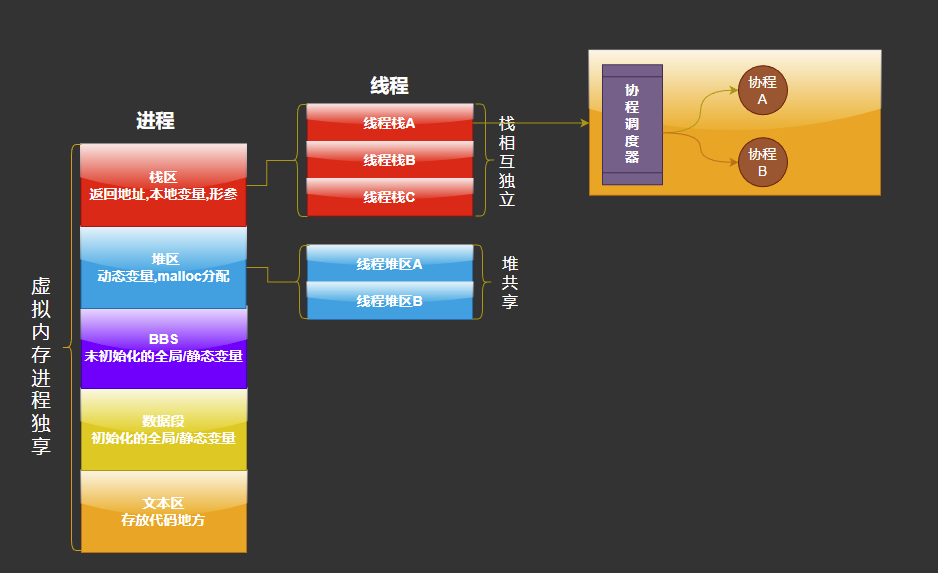 进程
栈区
返回地址,本地变量,形参
堆区
动态变量,malloc分配
BBS
未初始化的全局/静态变量
数据段
初始化的全局/静态变量
文本区
存放代码地方
虚拟内存进程独享
线程
线程栈A
线程栈B
线程栈C
栈相互独立
线程堆区A
线程堆区B
堆共享
协程调度器
协程
A
协程
B